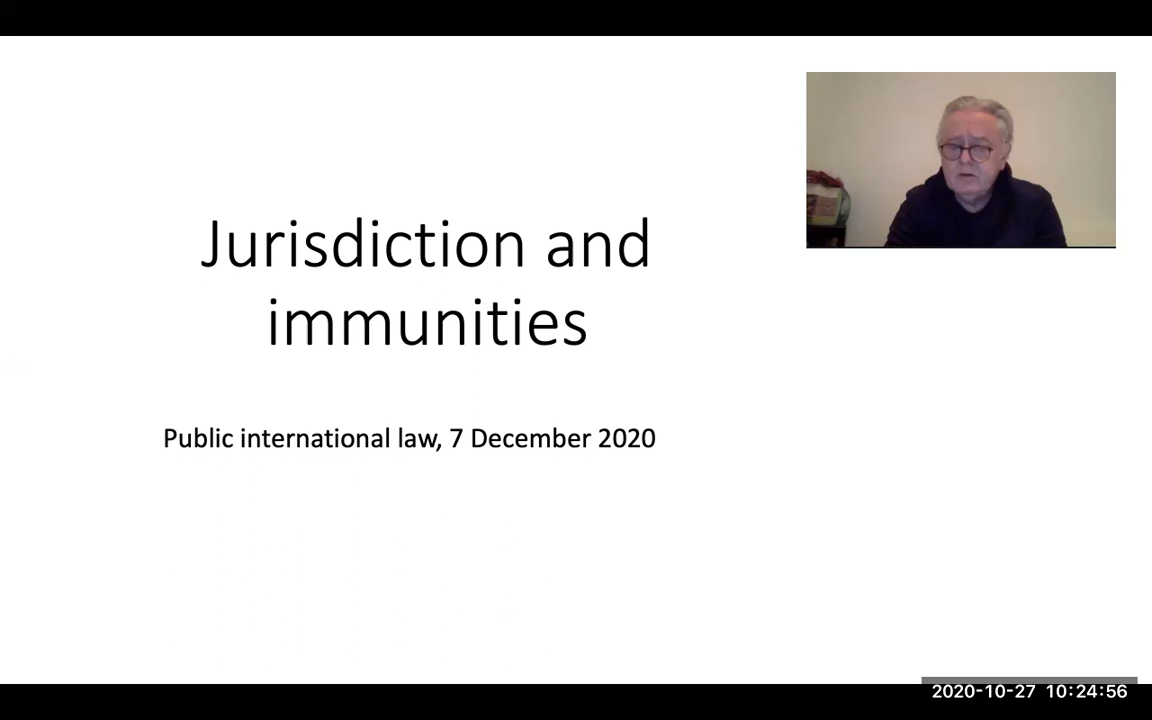 Jurisdiction and
immunities
Public international law, 7 December 2020
2020-10-27 10:24:56